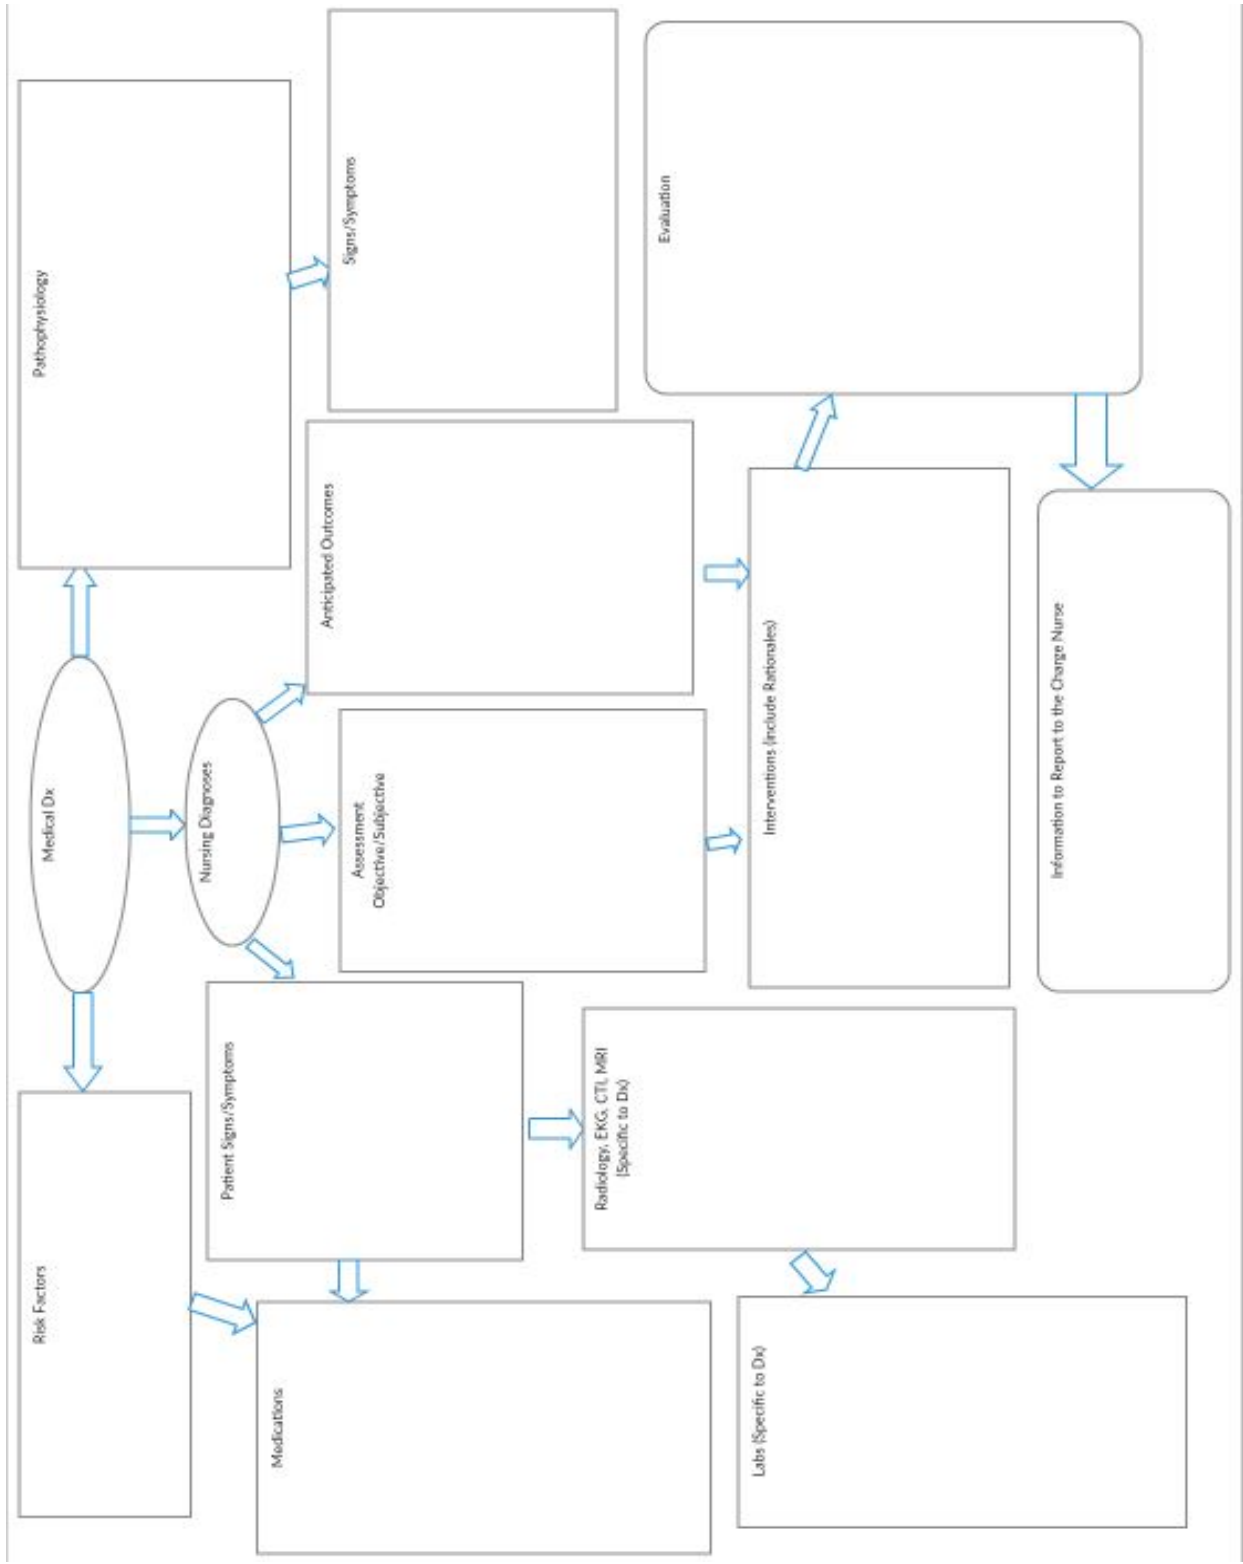 Medical Dx
Risk Factors
Pathophysiology
Nursing Diagnoses
Patient Signs/Symptoms
Medications
Assessment
Objective/Subjective
Anticipated Outcomes
Signs/Symptoms
Radiology, EKG, CTI, MRI
(Specific to Dx)
Labs (Specific to Dx)
Interventions (Include Rationales)
Evaluation
Information to Report to the Charge Nurse